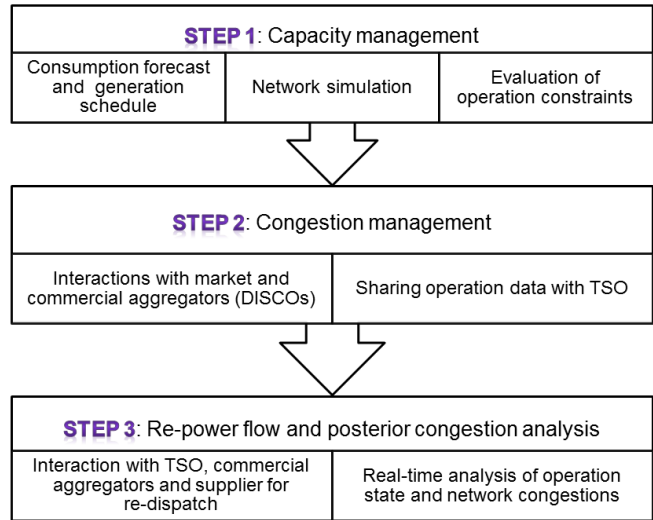 STEP 1: Capacity management
Consumption forecast
and generation
schedule
Network simulation
Evaluation of
operation constraints
STEP 2: Congestion management
Interactions with market and
commercial aggregators (DISCOs)
Sharing operation data with TSO
STEP 3: Re-power flow and posterior congestion analysis
Interaction with TSO, commercial
aggregators and supplier for
re-dispatch
Real-time analysis of operation
state and network congestions